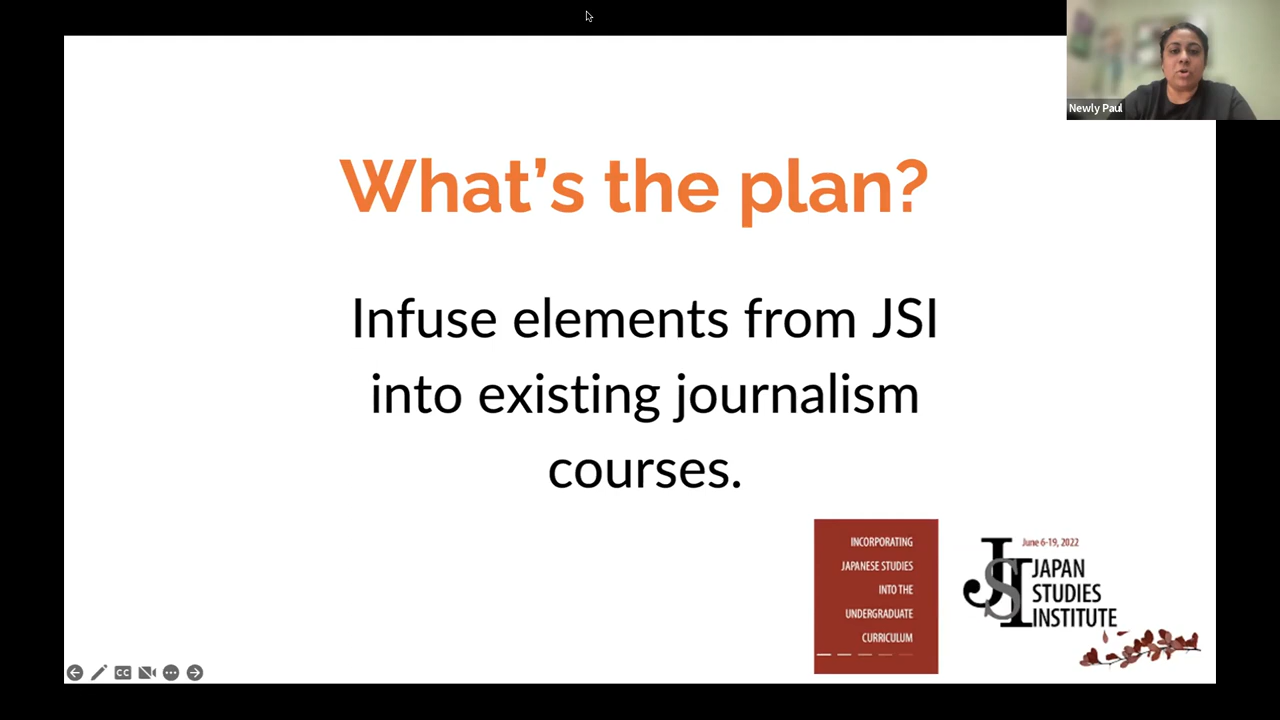 Newly Paul
What's the plan?
Infuse elements from JSI
into existing journalism
courses.
INCORPORATING
JAPANESE STUDIES
INTO THE
UNDERGRADUATE
CURRICULUM
June 6-19, 2022
JSI
JAPAN
STUDIES
INSTITUTE
CC